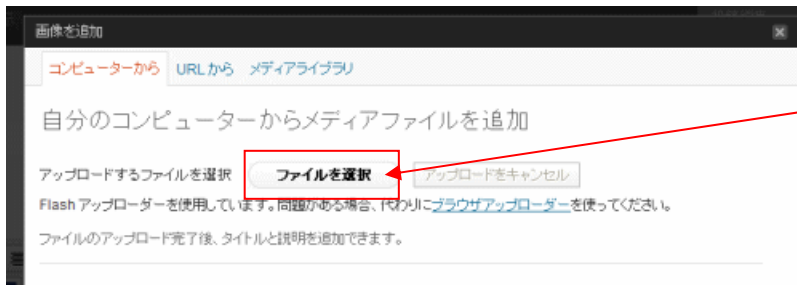 画像を追加
コンピューターから URLから メディアライブラリ
自分のコンピューターからメディアファイルを追加
アップロードするファイルを選択 ファイルを選択 アップロードをキャンセル
Flash アップローダーを使用しています。問題がある場合、代わりにブラウザアップローダーを使ってください。
ファイルのアップロード完了後、タイトルと説明を追加できます。